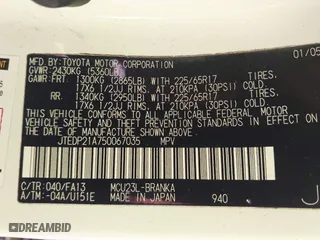 MFD. BY: TOYOTA MOTOR CORPORATION 01/05
GVWR:2430KG (5360LB)
GAWR:FRT. 1300KG (2865LB) WITH 225/65R17 TIRES,
17X6 1/2JJ RIMS, AT 210KPA (30PSI) COLD
RR. 1340KG (2950LB) WITH 225/65R17 TIRES,
17X6 1/2JJ RIMS, AT 210KPA (30PSI) COLD
THIS VEHICLE CONFORMS TO ALL APPLICABLE FEDERAL MOTOR VEHICLE
SAFETY AND THEFT PREVENTION STANDARDS IN EFFECT ON THE DATE OF
MANUFACTURE SHOWN ABOVE.
JTEDP21A750067035 MPV
C/TR:040/FA13 MCU23L-BRANKA
A/TM:-04A/U151E MADE IN JAPAN 940
J
DIXI.CAR